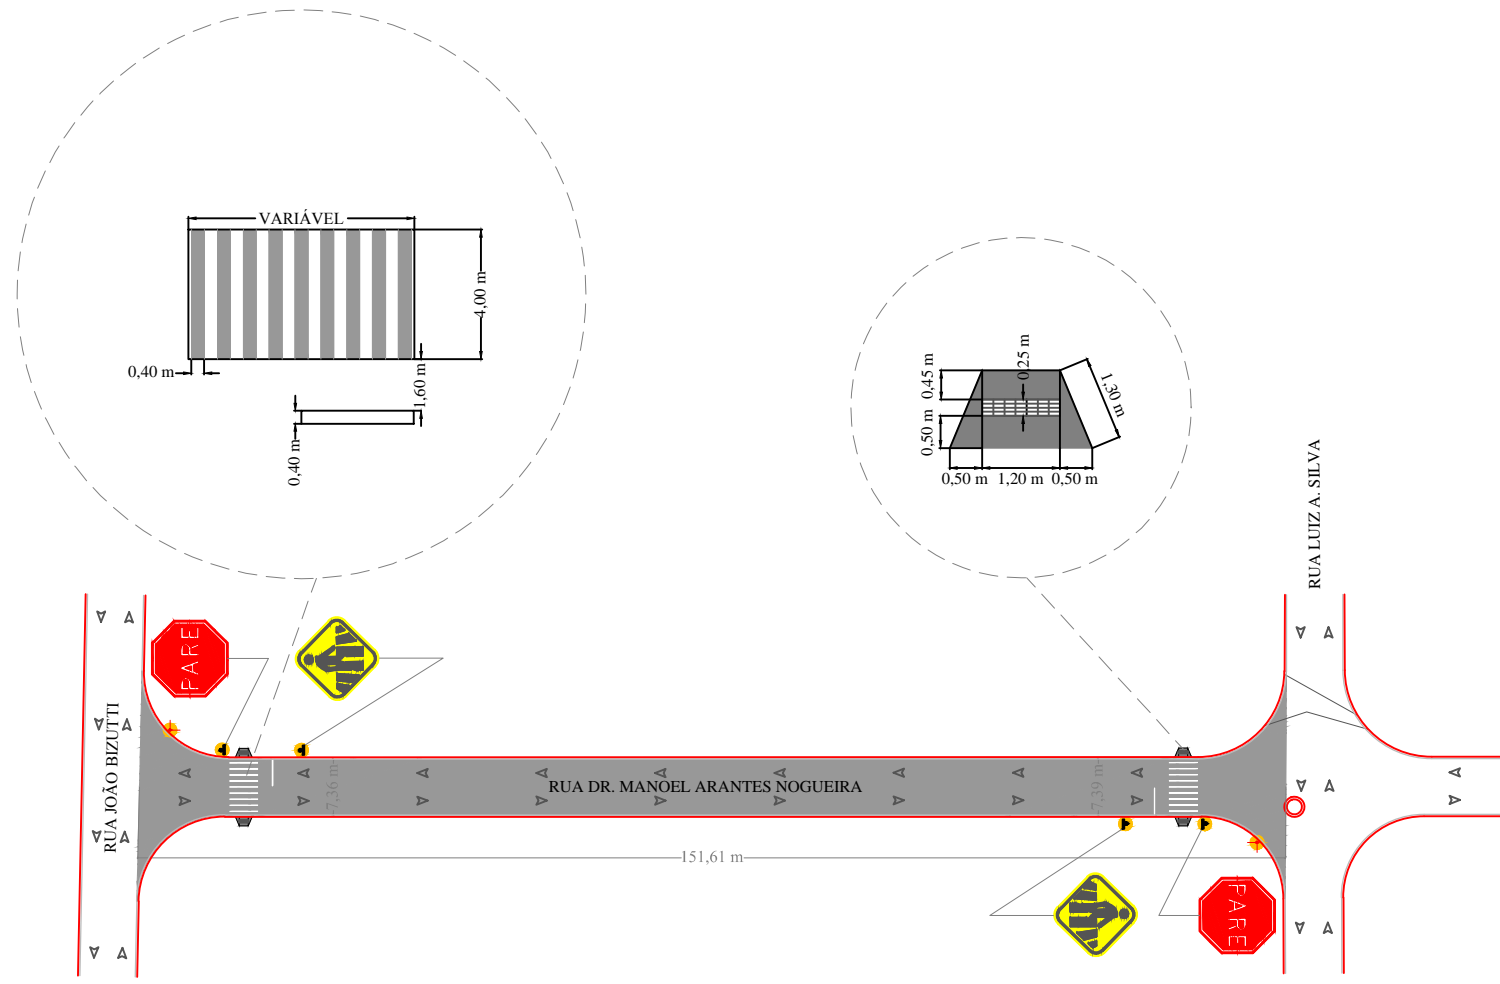 VARIÁVEL
4,00 m
0,40 m
1,60 m
0,40 m
0,25 m
0,45 m
1,30 m
0,50 m
0,50 m
1,20 m
0,50 m
RUA LUIZ A. SILVA
PARE
RUA JOÃO BIZUTTI
7,36 m
RUA DR. MANOEL ARANTES NOGUEIRA
7,39 m
151,61 m
PARE